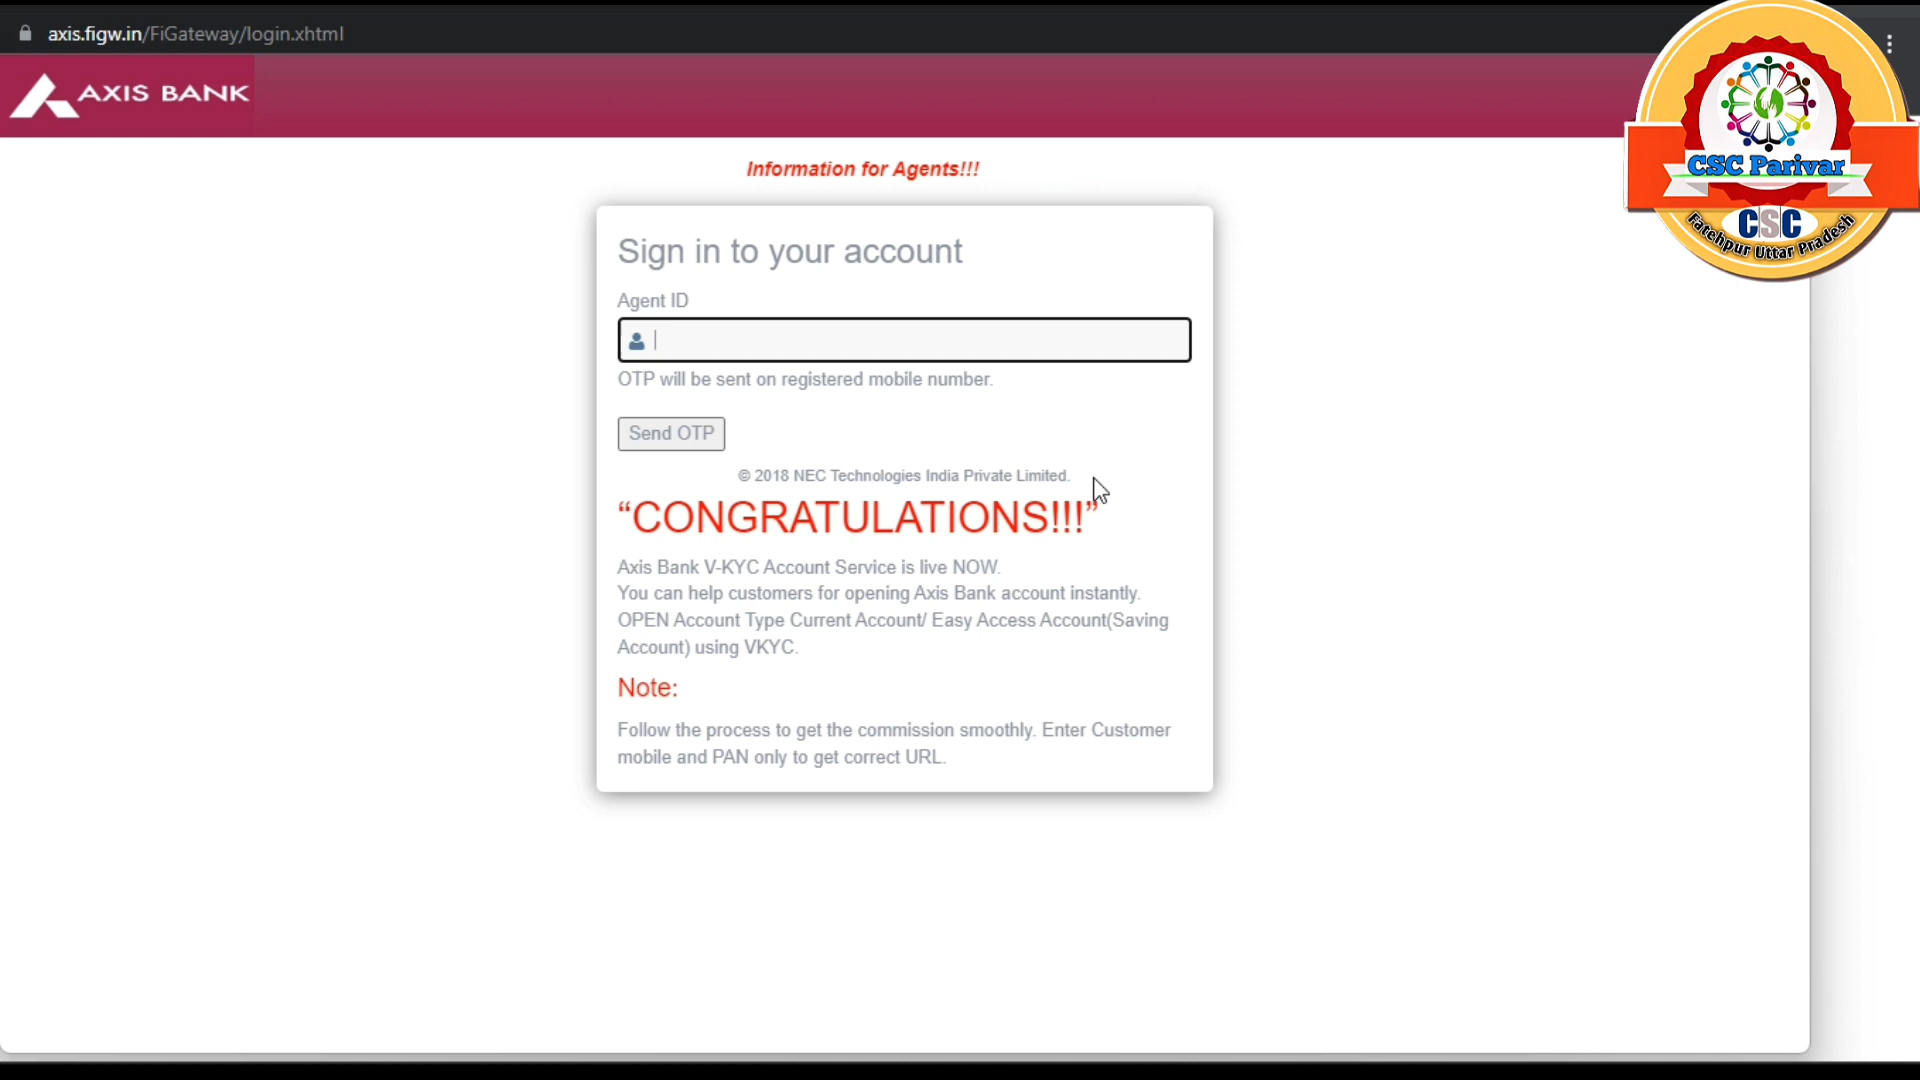 axis.figw.in/FiGateway/login.xhtml
AXIS BANK
CSC Parivar
CSC
Fatehpur Uttar Pradesh
Information for Agents!!!
Sign in to your account
Agent ID
OTP will be sent on registered mobile number.
Send OTP
© 2018 NEC Technologies India Private Limited.
“CONGRATULATIONS!!!”
Axis Bank V-KYC Account Service is live NOW.
You can help customers for opening Axis Bank account instantly.
OPEN Account Type Current Account/ Easy Access Account(Saving
Account) using VKYC.
Note:
Follow the process to get the commission smoothly. Enter Customer
mobile and PAN only to get correct URL.